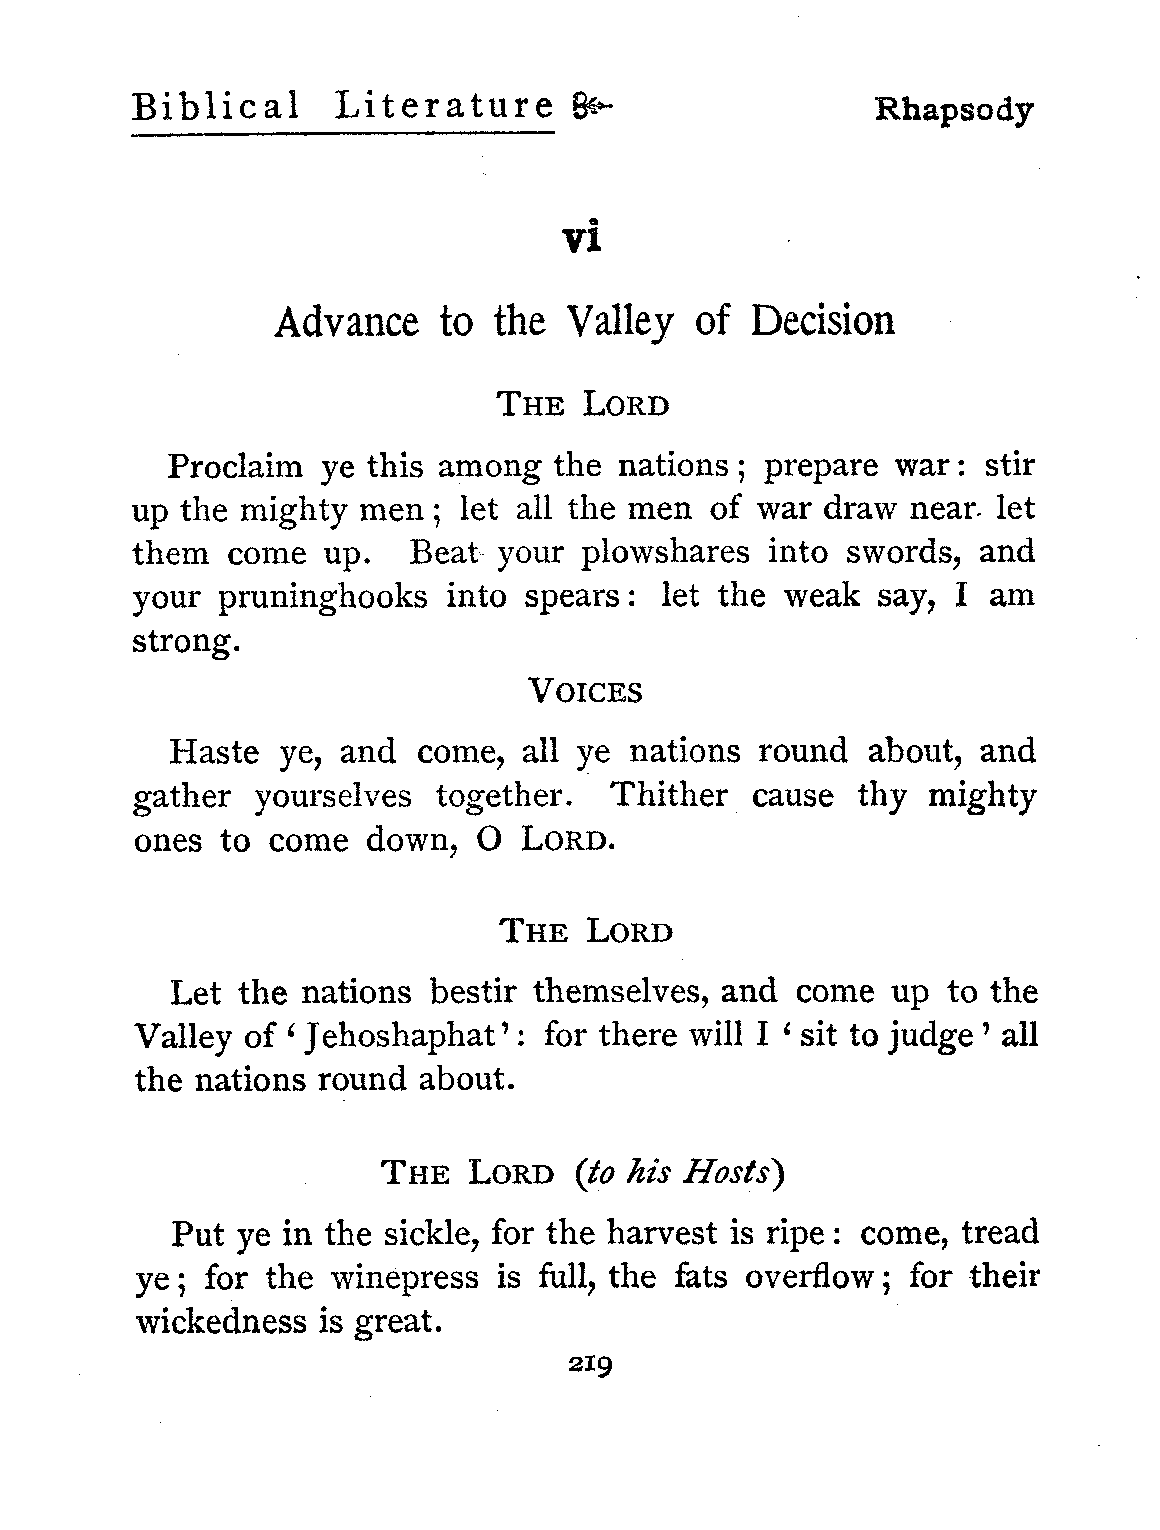 Biblical Literature Rhapsody
vi
Advance to the Valley of Decision
THE LORD
Proclaim ye this among the nations; prepare war: stir
up the mighty men; let all the men of war draw near. let
them come up. Beat your plowshares into swords, and
your pruninghooks into spears: let the weak say, I am
strong.
VOICES
Haste ye, and come, all ye nations round about, and
gather yourselves together. Thither cause thy mighty
ones to come down, O LORD.
THE LORD
Let the nations bestir themselves, and come up to the
Valley of ‘Jehoshaphat’: for there will I ‘sit to judge’ all
the nations round about.
THE LORD (to his Hosts)
Put ye in the sickle, for the harvest is ripe: come, tread
ye; for the winepress is full, the fats overflow; for their
wickedness is great.
219